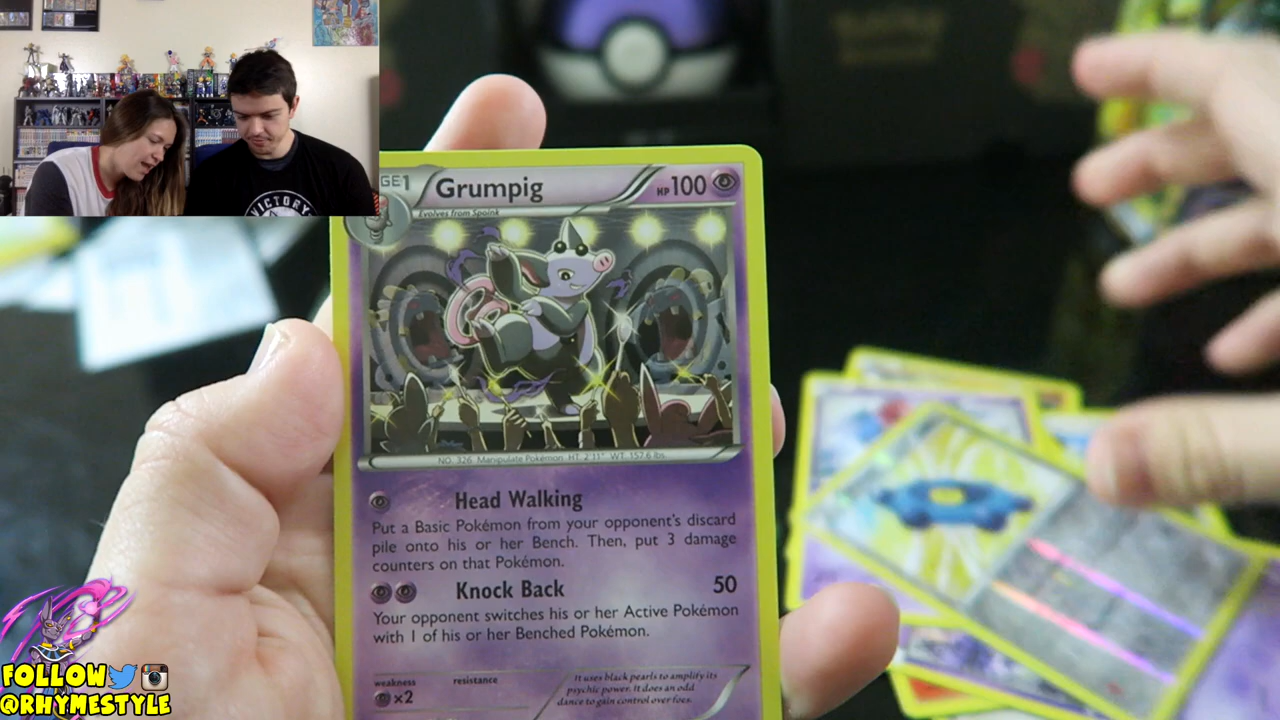 VICTORY
GE1
Grumpig
HP 100
Evolves from Spoink
NO. 326 Manipulate Pokémon HT: 2'11" WT: 157.6 lbs.
Head Walking
Put a Basic Pokémon from your opponent's discard
pile onto his or her Bench. Then, put 3 damage
counters on that Pokémon.
Knock Back 50
Your opponent switches his or her Active Pokémon
with 1 of his or her Benched Pokémon.
weakness
resistance
×2
It uses black pearls to amplify its
psychic power. It does an odd
dance to gain control over foes.
FOLLOW
@RHYMESTYLE